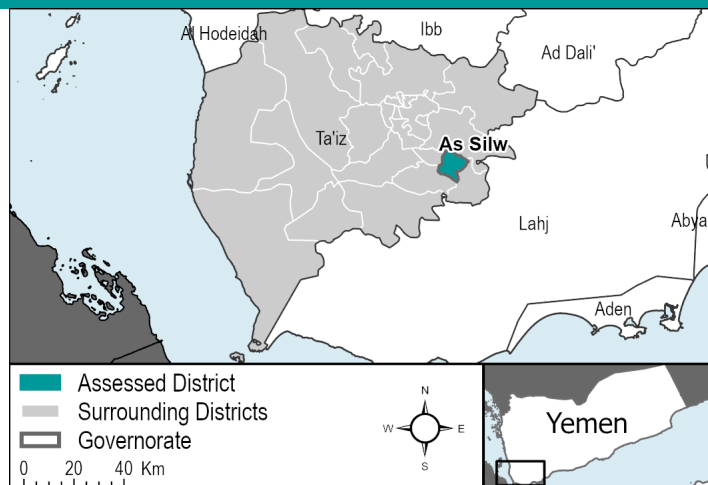 Al Hodeidah
Ibb
Ad Dali'
Ta'iz
As Silw
Lahj
Abya
Aden
Assessed District
Surrounding Districts
Governorate
0 20 40 Km
N
W E
S
Yemen